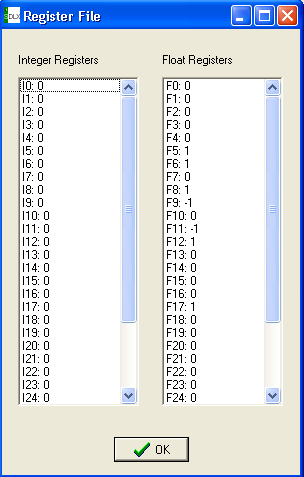 DLX Register File
Integer Registers
I0: 0
I1: 0
I2: 0
I3: 0
I4: 0
I5: 0
I6: 0
I7: 0
I8: 0
I9: 0
I10: 0
I11: 0
I12: 0
I13: 0
I14: 0
I15: 0
I16: 0
I17: 0
I18: 0
I19: 0
I20: 0
I21: 0
I22: 0
I23: 0
I24: 0
Float Registers
F0: 0
F1: 0
F2: 0
F3: 0
F4: 0
F5: 1
F6: 1
F7: 0
F8: 1
F9: -1
F10: 0
F11: -1
F12: 1
F13: 0
F14: 0
F15: 0
F16: 0
F17: 1
F18: 0
F19: 0
F20: 0
F21: 0
F22: 0
F23: 0
F24: 0
OK